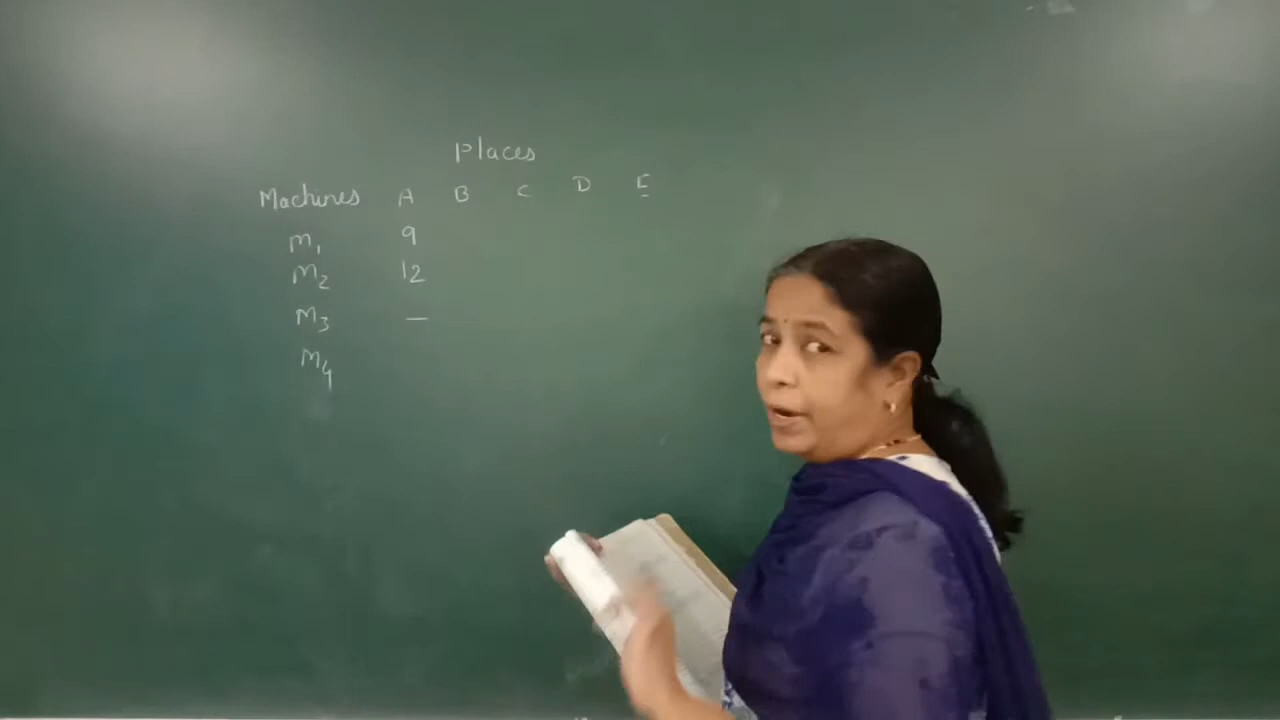 Places
Machines A B C D E
M1 9
M2 12
M3 —
M4